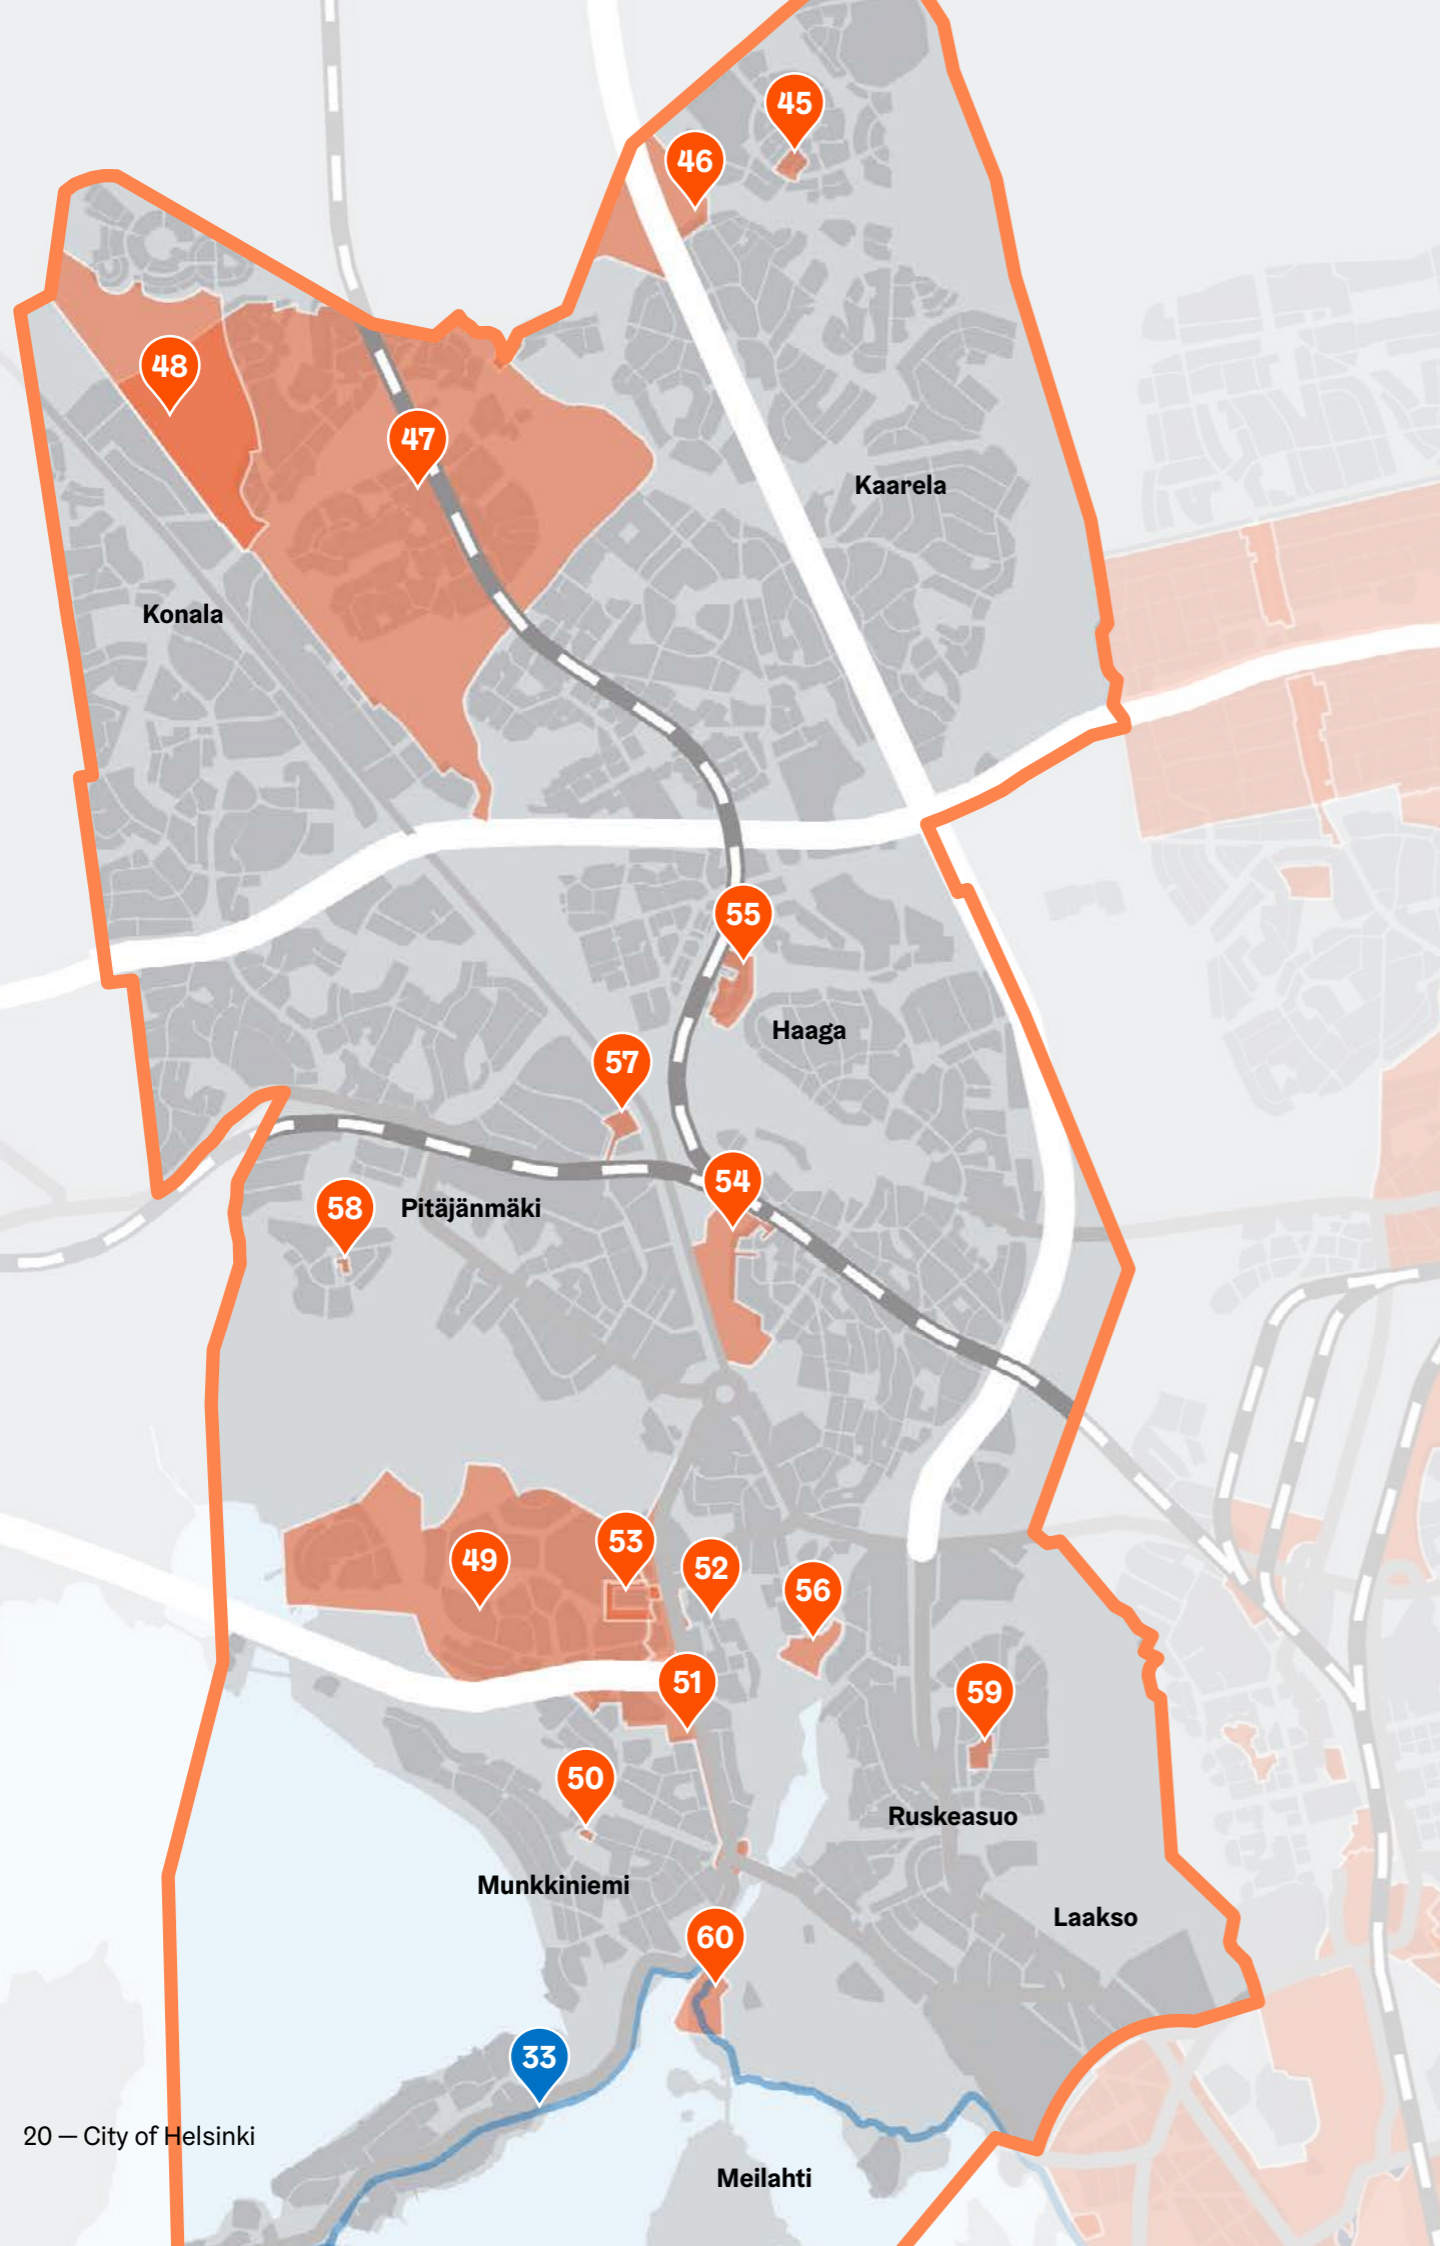 45
46
48
47
Kaarela
Konala
55
Haaga
57
54
58
Pitäjänmäki
53
49
52
56
51
59
50
Ruskeasuo
Munkkiniemi
Laakso
60
33
20 — City of Helsinki
Meilahti